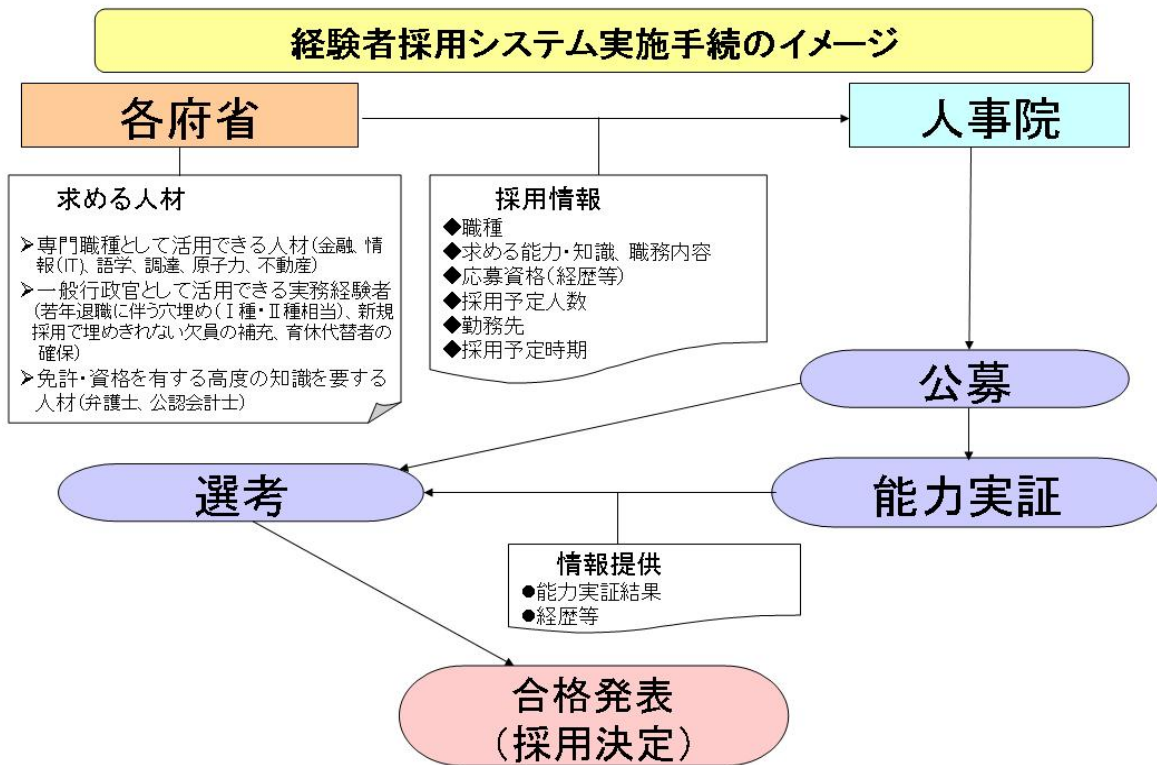 経験者採用システム実施手続のイメージ
各府省
人事院
求める人材
➢専門職種として活用できる人材(金融、情
報(IT)、語学、調達、原子力、不動産)
➢一般行政官として活用できる実務経験者
(若年退職に伴う穴埋め(Ⅰ種・Ⅱ種相当)、新規
採用で埋めきれない欠員の補充、育休代替者の
確保)
➢免許・資格を有する高度の知識を要する
人材(弁護士、公認会計士)
採用情報
◆職種
◆求める能力・知識、職務内容
◆応募資格(経歴等)
◆採用予定人数
◆勤務先
◆採用予定時期
公募
選考
能力実証
情報提供
●能力実証結果
●経歴等
合格発表
(採用決定)